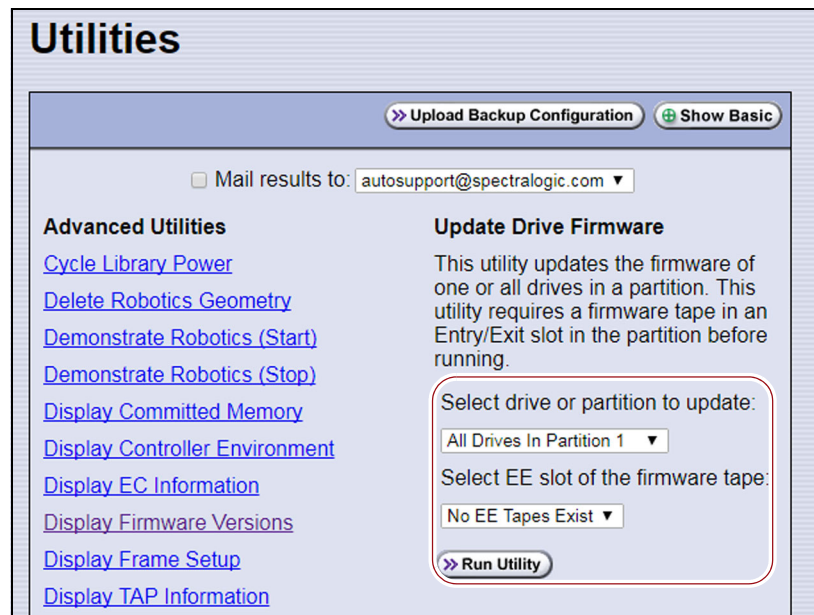 Utilities
Upload Backup Configuration
Show Basic
Mail results to: autosupport@spectralogic.com
Advanced Utilities
Cycle Library Power
Delete Robotics Geometry
Demonstrate Robotics (Start)
Demonstrate Robotics (Stop)
Display Committed Memory
Display Controller Environment
Display EC Information
Display Firmware Versions
Display Frame Setup
Display TAP Information
Update Drive Firmware
This utility updates the firmware of
one or all drives in a partition. This
utility requires a firmware tape in an
Entry/Exit slot in the partition before
running.
Select drive or partition to update:
All Drives In Partition 1
Select EE slot of the firmware tape:
No EE Tapes Exist
Run Utility